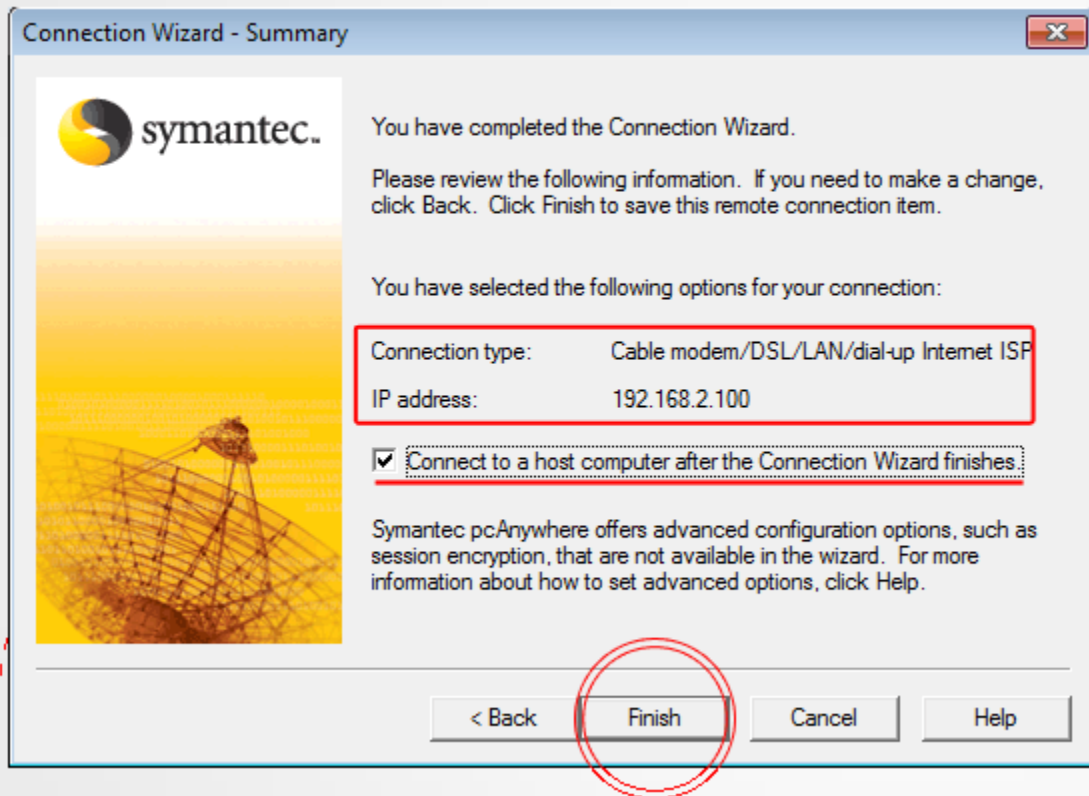 Connection Wizard - Summary
symantec™
You have completed the Connection Wizard.
Please review the following information.  If you need to make a change,
click Back.  Click Finish to save this remote connection item.
You have selected the following options for your connection:
Connection type: Cable modem/DSL/LAN/dial-up Internet ISP
IP address: 192.168.2.100
Connect to a host computer after the Connection Wizard finishes.
Symantec pcAnywhere offers advanced configuration options, such as
session encryption, that are not available in the wizard.  For more
information about how to set advanced options, click Help.
< Back Finish Cancel Help